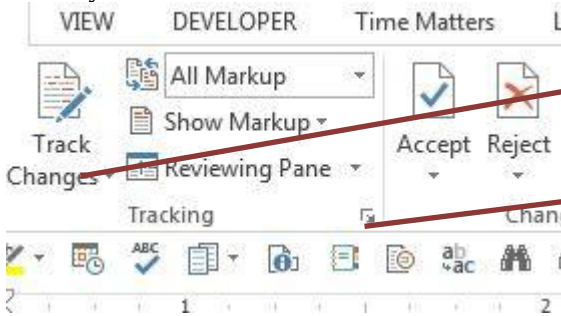 VIEW DEVELOPER Time Matters
All Markup
Show Markup
Track Changes
Reviewing Pane
Accept Reject
Tracking
ABC
ab
ac
1 2